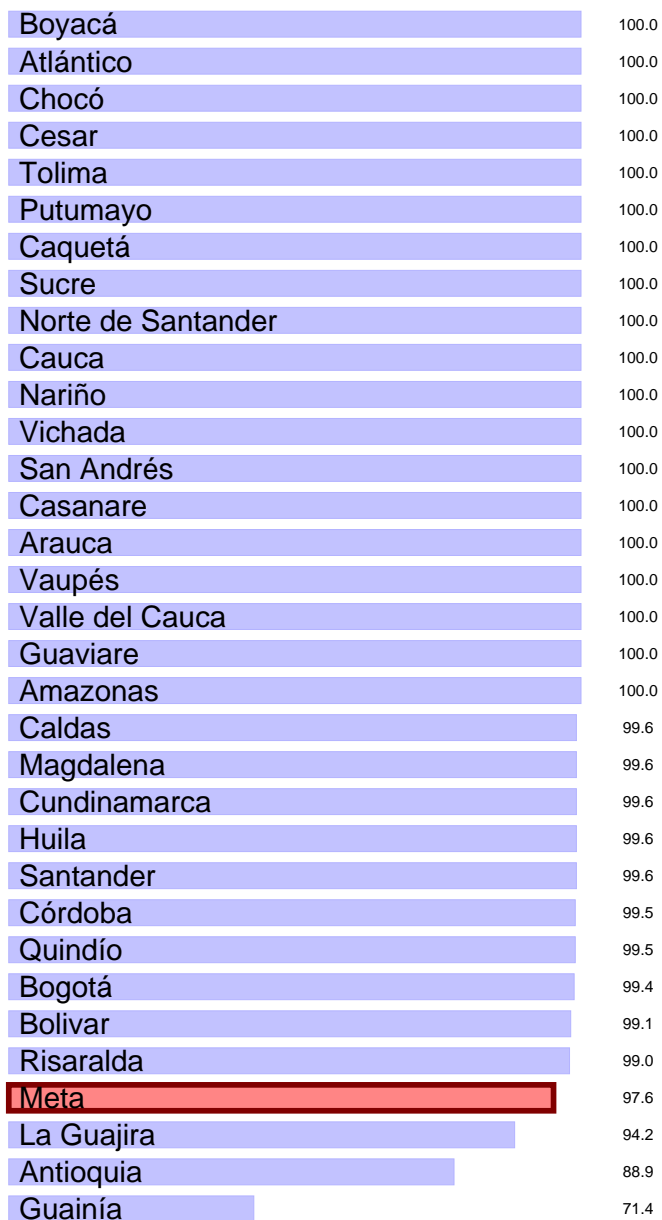 Boyacá 100.0
Atlántico 100.0
Chocó 100.0
Cesar 100.0
Tolima 100.0
Putumayo 100.0
Caquetá 100.0
Sucre 100.0
Norte de Santander 100.0
Cauca 100.0
Nariño 100.0
Vichada 100.0
San Andrés 100.0
Casanare 100.0
Arauca 100.0
Vaupés 100.0
Valle del Cauca 100.0
Guaviare 100.0
Amazonas 100.0
Caldas 99.6
Magdalena 99.6
Cundinamarca 99.6
Huila 99.6
Santander 99.6
Córdoba 99.5
Quindío 99.5
Bogotá 99.4
Bolivar 99.1
Risaralda 99.0
Meta 97.6
La Guajira 94.2
Antioquia 88.9
Guainía 71.4